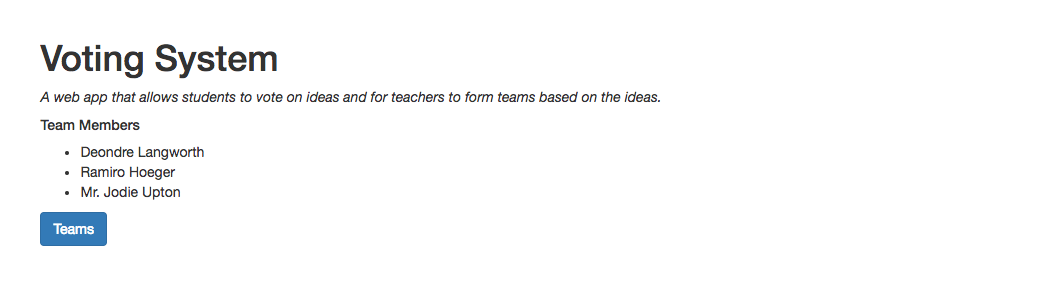 Voting System
A web app that allows students to vote on ideas and for teachers to form teams based on the ideas.
Team Members
Deondre Langworth
Ramiro Hoeger
Mr. Jodie Upton
Teams